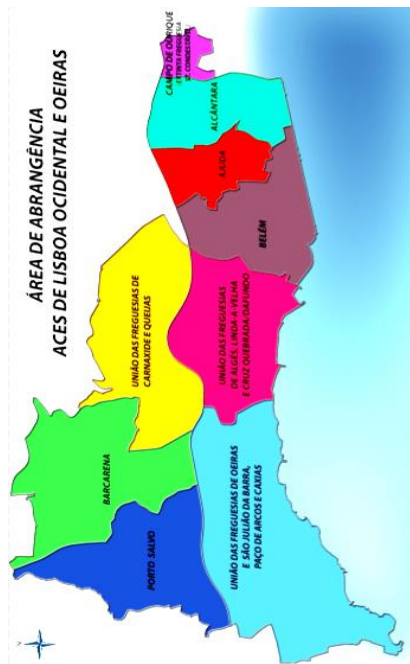 ÁREA DE ABRANGÊNCIA
ACES DE LISBOA OCIDENTAL E OEIRAS
CAMPO DE OURIQUE
EXTINTA FREGUESIA
ALCÂNTARA
AJUDA
BELÉM
UNIÃO DAS FREGUESIAS DE
CARNAXIDE E QUEIJAS
UNIÃO DAS FREGUESIAS
DE ALGÉS, LINDA-A-VELHA
E CRUZ QUEBRADA/DAFUNDO
BARCARENA
PORTO SALVO
UNIÃO DAS FREGUESIAS DE OEIRAS
E SÃO JULIÃO DA BARRA,
PAÇO DE ARCOS E CAXIAS